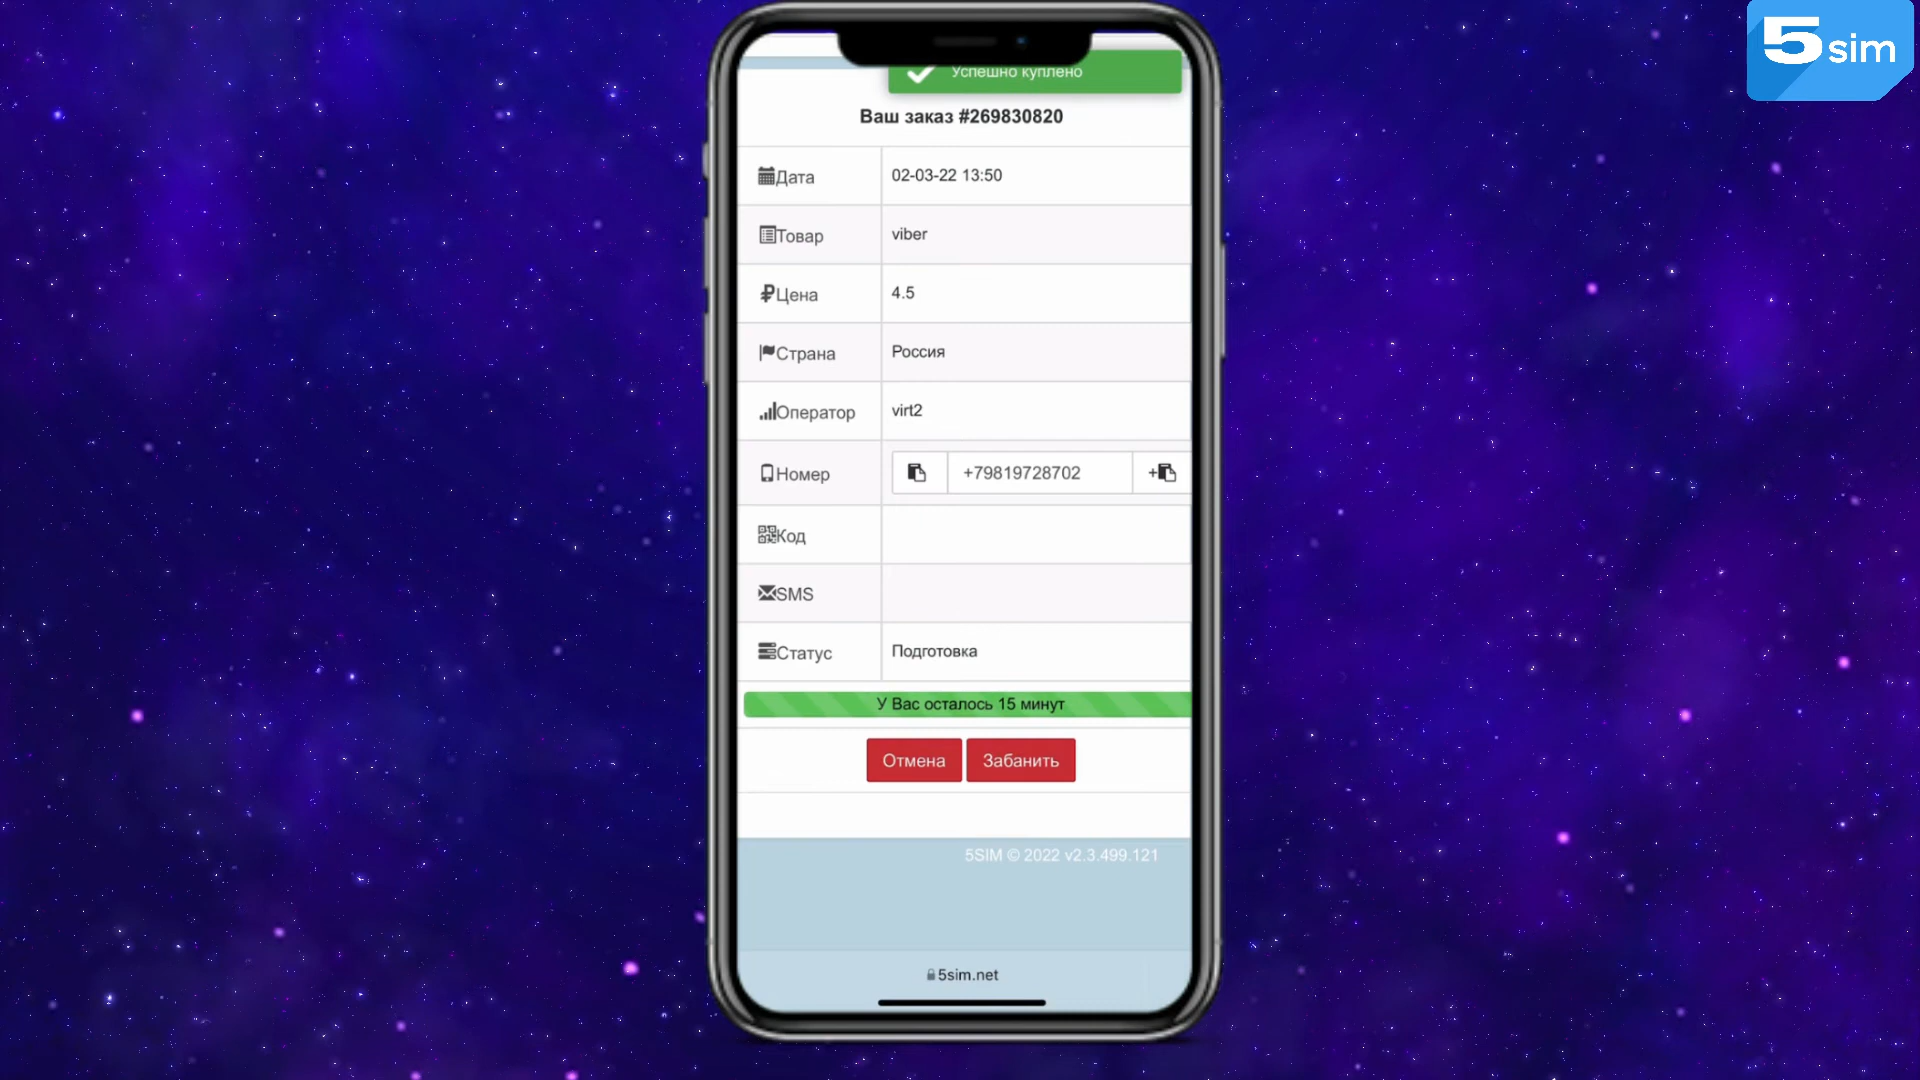 5sim
Успешно куплено
Ваш заказ #269830820
Дата 02-03-22 13:50
Товар viber
Цена 4.5
Страна Россия
Оператор virt2
Номер +79819728702 +
Код
SMS
Статус Подготовка
У Вас осталось 15 минут
Отмена Забанить
5SIM © 2022 v2.3.499.121
5sim.net